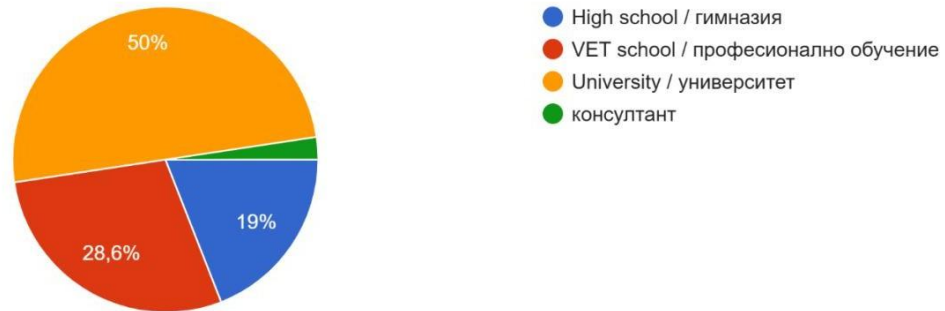 50%
19%
28,6%
High school / гимназия
VET school / професионално обучение
University / университет
консултант